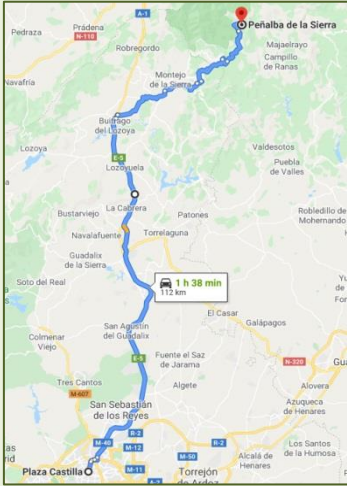 A-1
Peñalba de la Sierra
Pedraza
Prádena
N-110
Majaelrayo
Robregordo
Campillo
de Ranas
Navafría
Montejo
de la Sierra
Buitrago
del Lozoya
Lozoya
E-5
Valdesotos
Lozoyuela
Puebla
de Valles
La Cabrera
Bustarviejo
Patones
Robledillo de
Mohernando
Navalafuente
Torrelaguna
Guadalix
de la Sierra
Soto del Real
1 h 38 min
112 km
El Casar
San Agustín
del Guadalix
Galápagos
Colmenar
Viejo
E-5
Fuente el Saz
de Jarama
N-320
Tres Cantos
Algete
Alovera
M-607
Azuqueca
de Henares
San Sebastián
de los Reyes
R-2
M-40
M-12
R-2
M-50
Los Santos
de la Humosa
Alcalá de
Henares
Plaza Castilla
M-11
Torrejón
de Ardoz